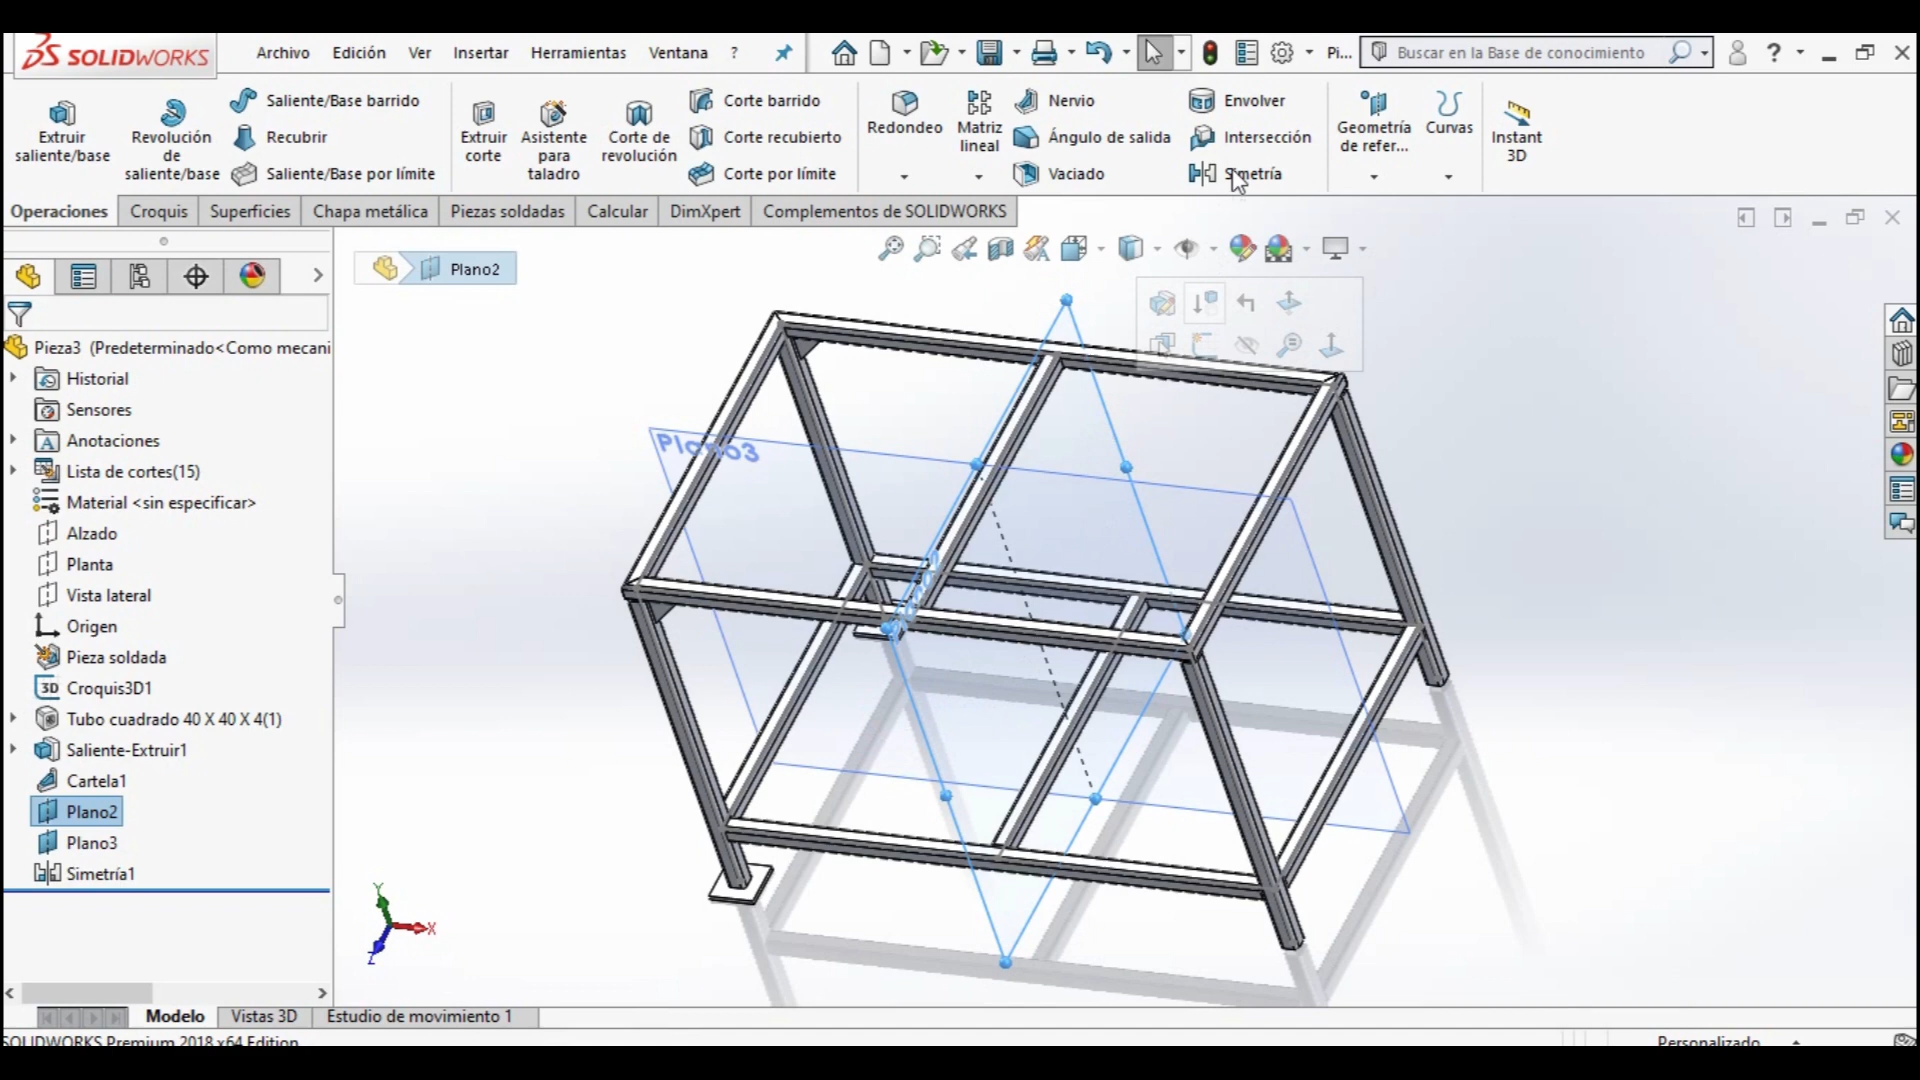 SOLIDWORKS
Archivo Edición Ver Insertar Herramientas Ventana ?
Pi...
Buscar en la Base de conocimiento
?
Extruir saliente/base
Revolución de saliente/base
Saliente/Base barrido
Recubrir
Saliente/Base por límite
Extruir corte
Asistente para taladro
Corte de revolución
Corte barrido
Corte recubierto
Corte por límite
Redondeo
Matriz lineal
Nervio
Ángulo de salida
Vaciado
Envolver
Intersección
Simetría
Geometría de refer...
Curvas
Instant 3D
Operaciones Croquis Superficies Chapa metálica Piezas soldadas Calcular DimXpert Complementos de SOLIDWORKS
Plano2
Pieza3 (Predeterminado<Como mecani
Historial
Sensores
Anotaciones
Lista de cortes(15)
Material <sin especificar>
Alzado
Planta
Vista lateral
Origen
Pieza soldada
3D Croquis3D1
Tubo cuadrado 40 X 40 X 4(1)
Saliente-Extruir1
Cartela1
Plano2
Plano3
Simetría1
Plano3
Y
X
Z
Modelo Vistas 3D Estudio de movimiento 1
SOLIDWORKS Premium 2018 x64 Edition
Personalizado